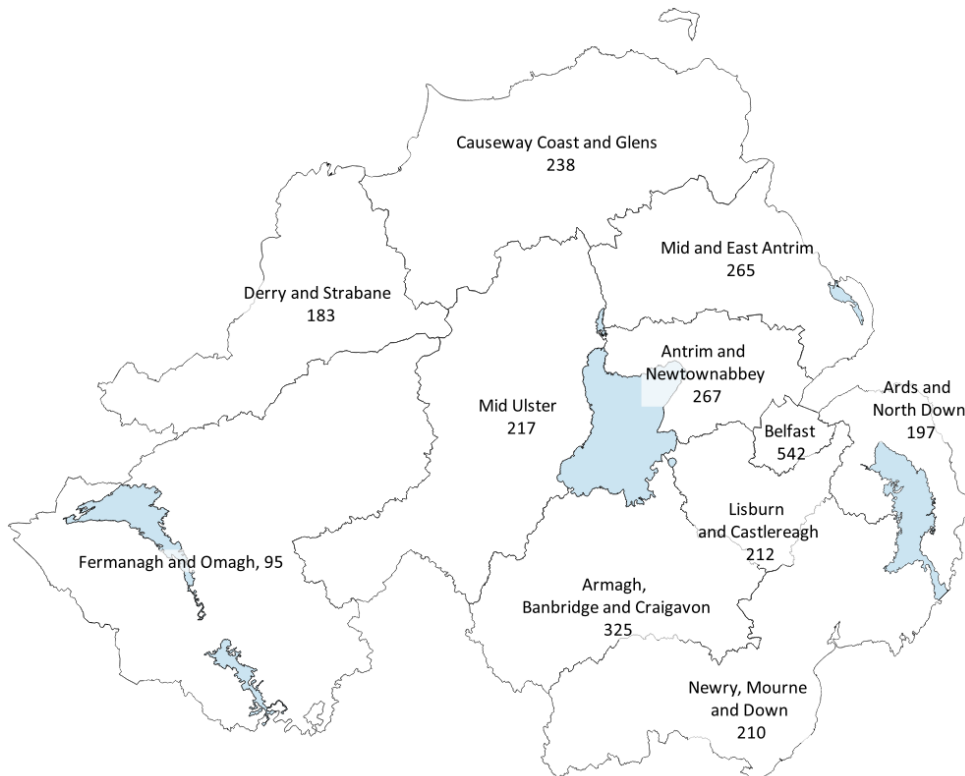 Causeway Coast and Glens
238
Mid and East Antrim
265
Derry and Strabane
183
Antrim and
Newtownabbey
267
Ards and
North Down
197
Mid Ulster
217
Belfast
542
Lisburn
and Castlereagh
212
Fermanagh and Omagh, 95
Armagh,
Banbridge and Craigavon
325
Newry, Mourne
and Down
210